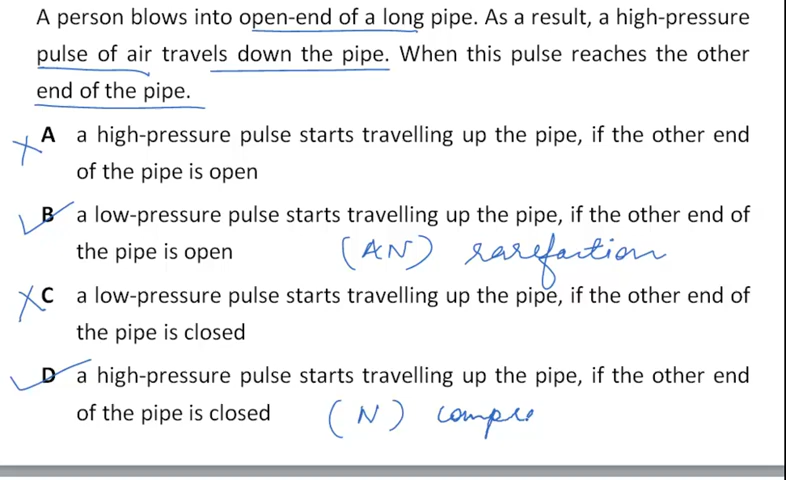 A person blows into open-end of a long pipe. As a result, a high-pressure
pulse of air travels down the pipe. When this pulse reaches the other
end of the pipe.
A a high-pressure pulse starts travelling up the pipe, if the other end
of the pipe is open
B a low-pressure pulse starts travelling up the pipe, if the other end of
the pipe is open (AN) rarefaction
C a low-pressure pulse starts travelling up the pipe, if the other end of
the pipe is closed
D a high-pressure pulse starts travelling up the pipe, if the other end
of the pipe is closed (N) compre